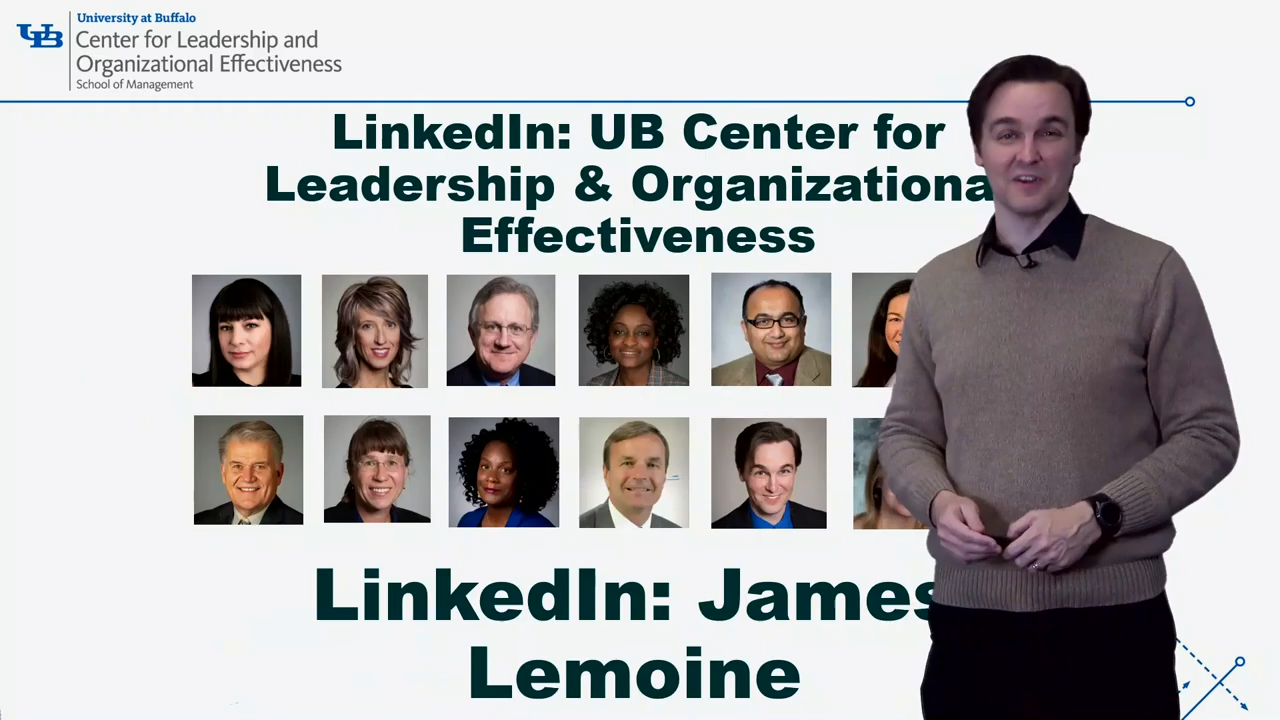 University at Buffalo
UB Center for Leadership and
Organizational Effectiveness
School of Management
LinkedIn: UB Center for
Leadership & Organizationa
Effectiveness
LinkedIn: James
Lemoine